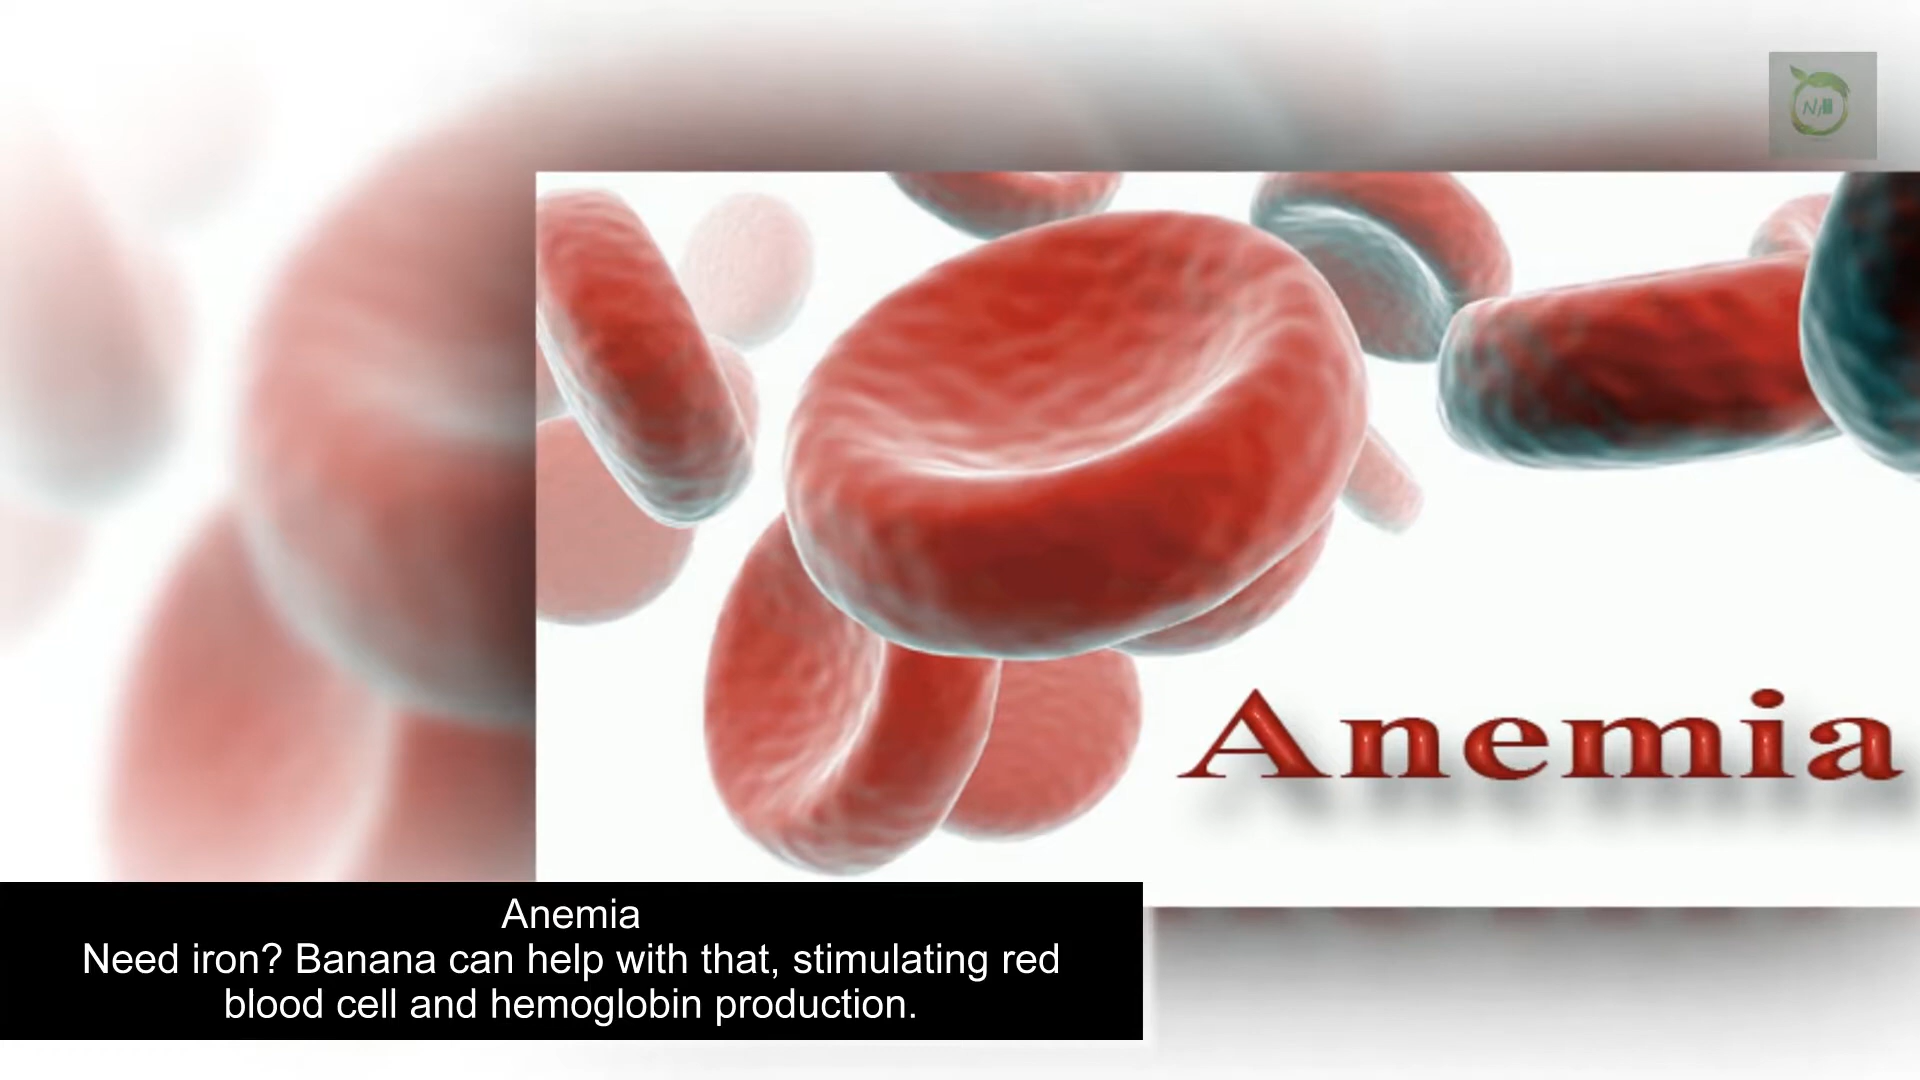 Anemia
Anemia
Need iron? Banana can help with that, stimulating red
blood cell and hemoglobin production.